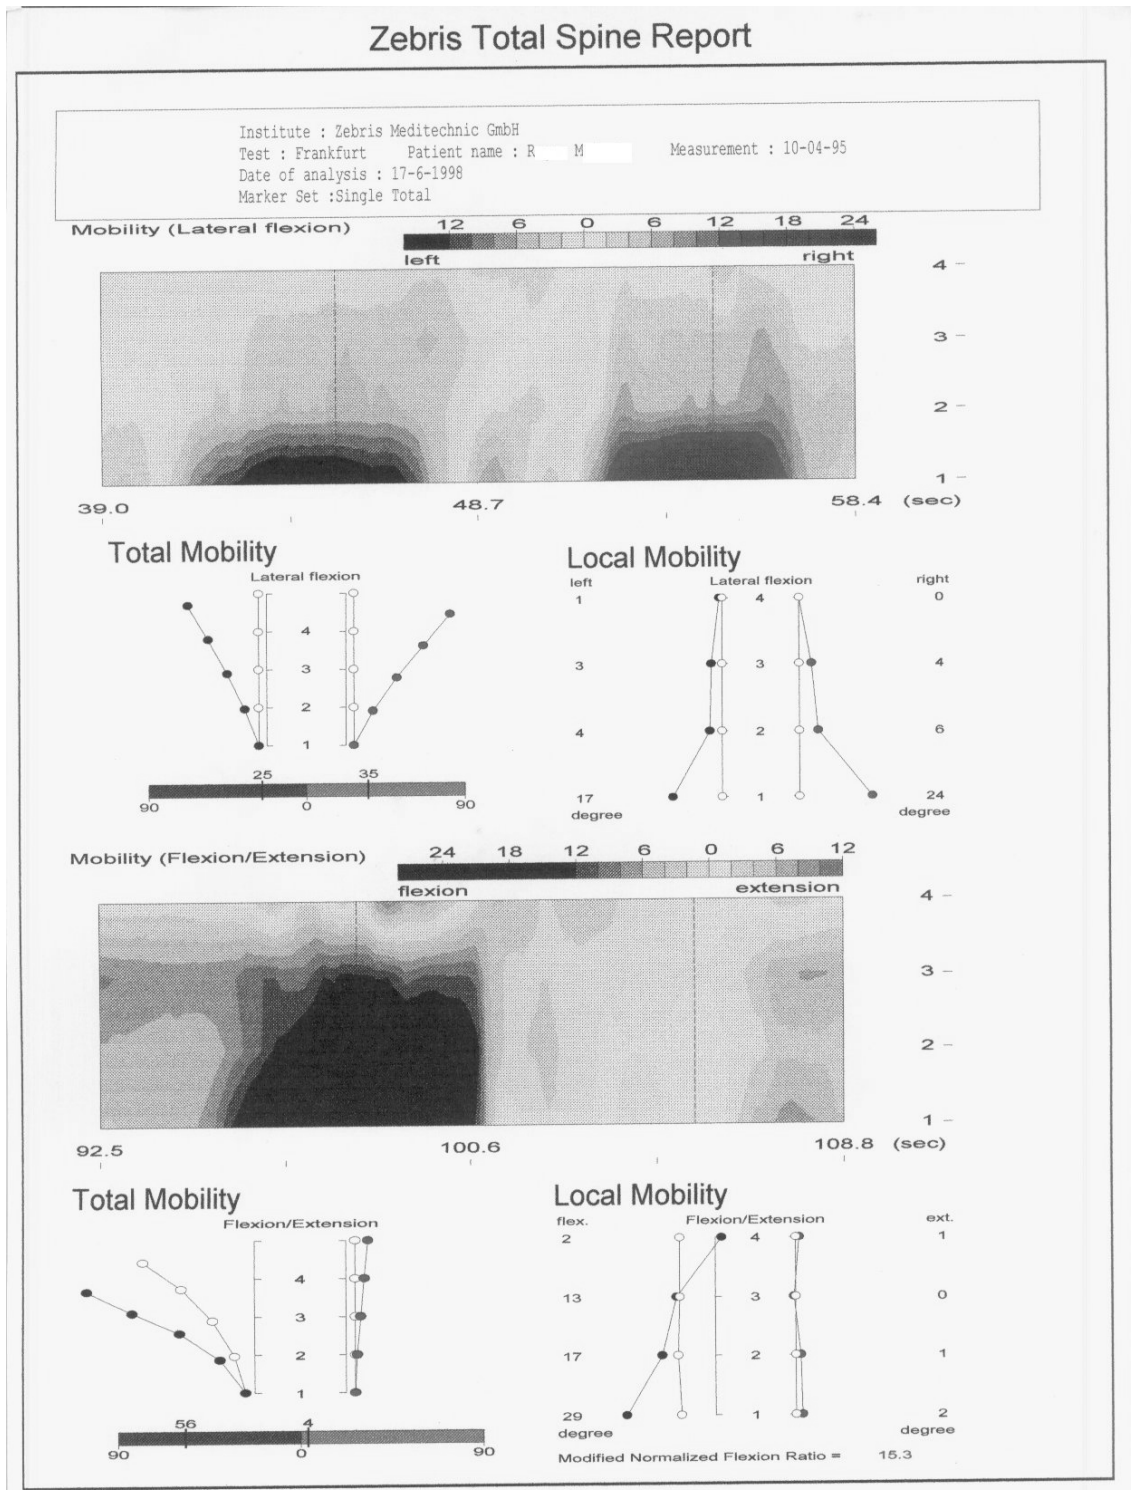 Zebris Total Spine Report
Institute : Zebris Meditechnic GmbH
Test : Frankfurt Patient name : R M Measurement : 10-04-95
Date of analysis : 17-6-1998
Marker Set :Single Total
Mobility (Lateral flexion) 12 6 0 6 12 18 24
left right
4
3
2
1
39.0 48.7 58.4 (sec)
Total Mobility
Lateral flexion
4
3
2
1
25 35
90 0 90
Local Mobility
left Lateral flexion right
1 4 0
3 3 4
4 2 6
17 1 24
degree degree
Mobility (Flexion/Extension) 24 18 12 6 0 6 12
flexion extension
4
3
2
1
92.5 100.6 108.8 (sec)
Total Mobility
Flexion/Extension
4
3
2
1
56 4
90 0 90
Local Mobility
flex. Flexion/Extension ext.
2 4 1
13 3 0
17 2 1
29 1 2
degree degree
Modified Normalized Flexion Ratio = 15.3